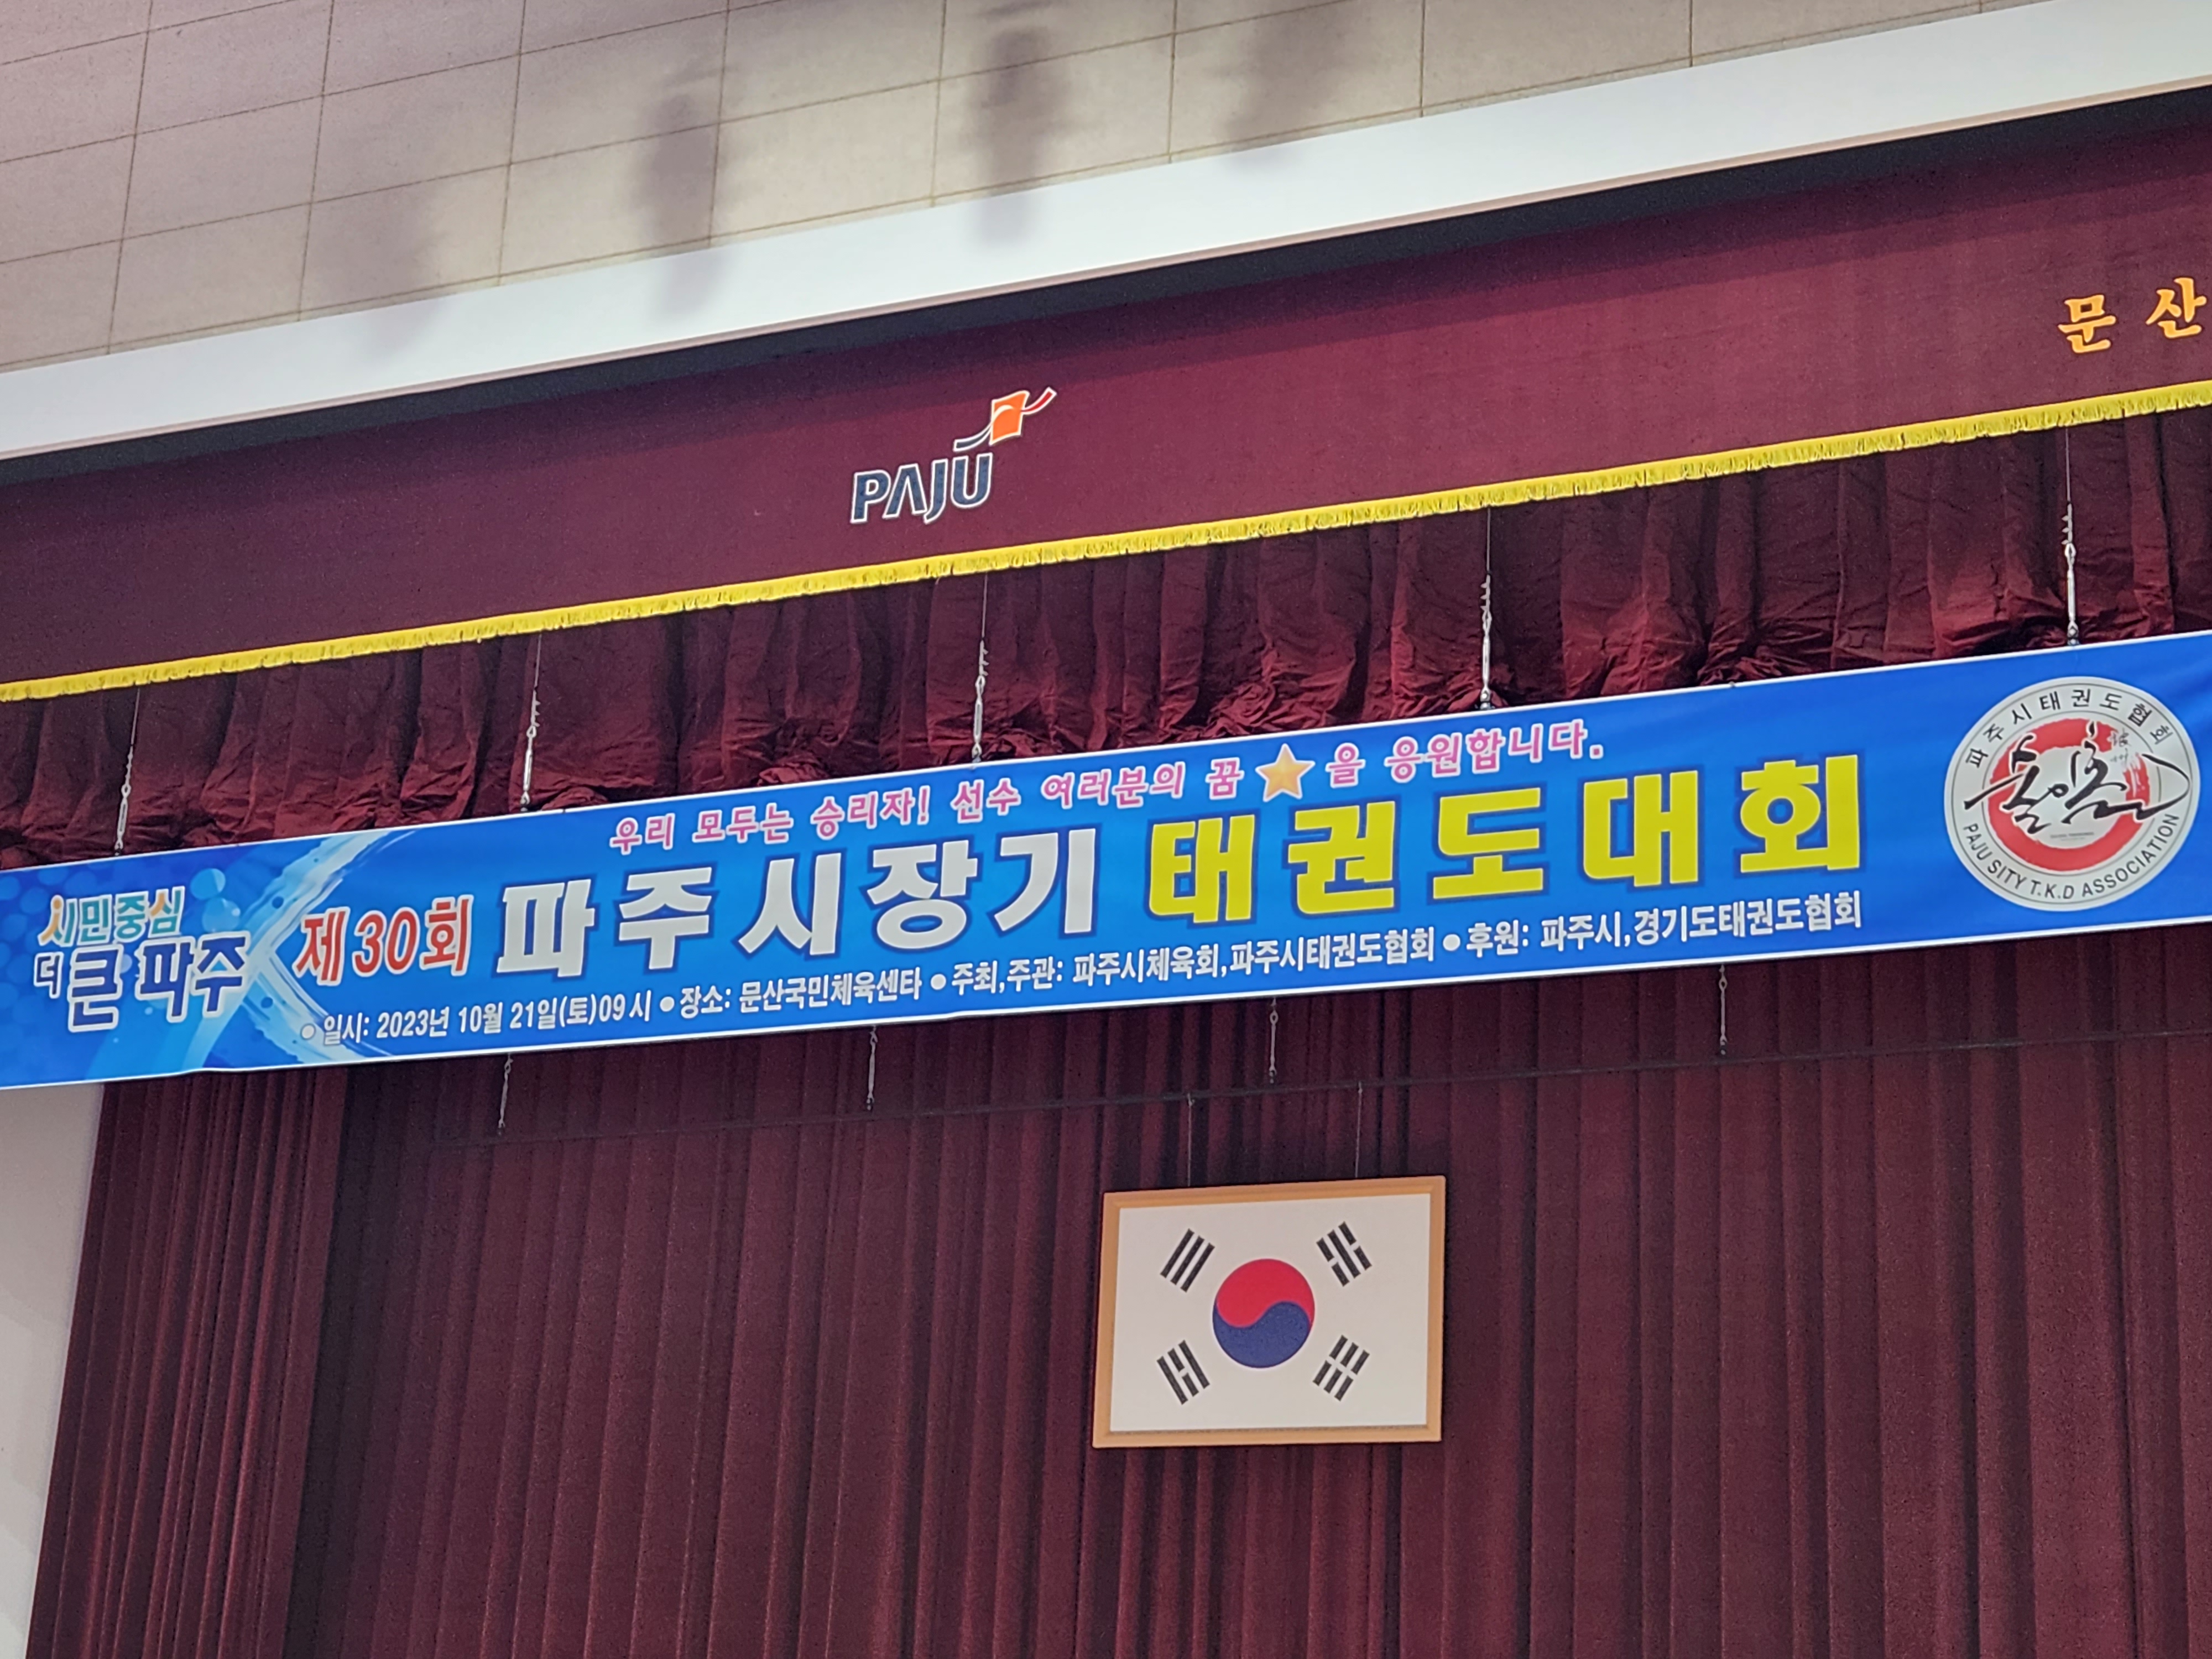 문산
PAJU
우리 모두는 승리자! 선수 여러분의 꿈 을 응원합니다.
시민중심
더 큰 파주
제30회 파주시장기 태권도대회
● 일시: 2023년 10월 21일(토)09시 ● 장소: 문산국민체육센타 ● 주최,주관: 파주시체육회,파주시태권도협회 ● 후원: 파주시,경기도태권도협회
파주시태권도협회
PAJU SITY T.K.D ASSOCIATION